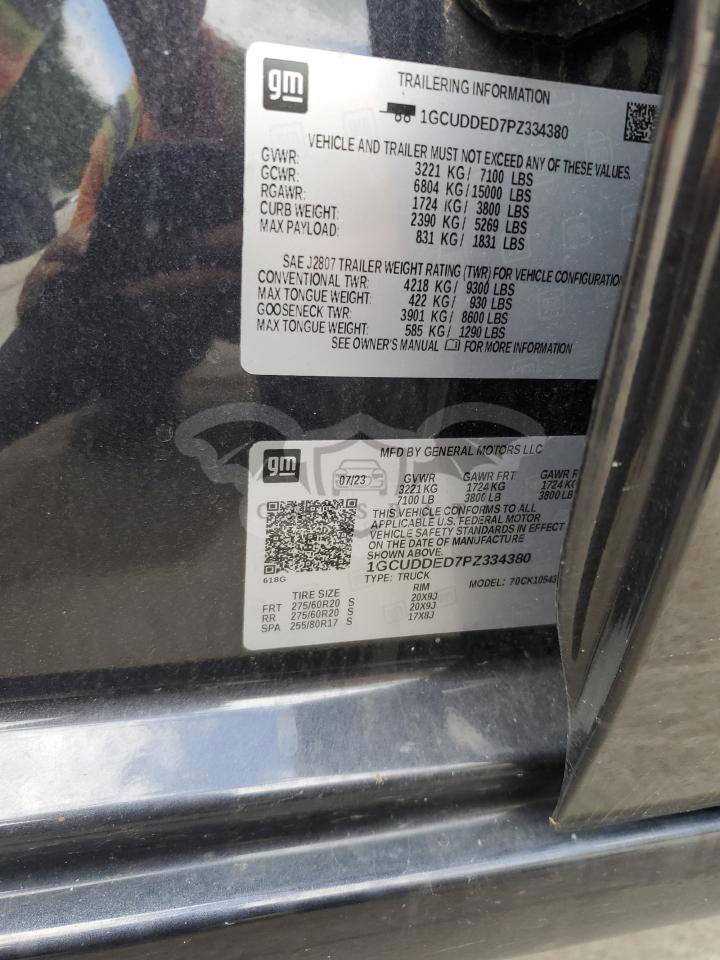 gm
TRAILERING INFORMATION
1GCUDDED7PZ334380
VEHICLE AND TRAILER MUST NOT EXCEED ANY OF THESE VALUES.
GVWR: 3221 KG/ 7100 LBS
GCWR: 6804 KG/15000 LBS
RGAWR: 1724 KG/ 3800 LBS
CURB WEIGHT: 2390 KG/ 5269 LBS
MAX PAYLOAD: 831 KG/ 1831 LBS
SAE J2807 TRAILER WEIGHT RATING (TWR) FOR VEHICLE CONFIGURATION
CONVENTIONAL TWR: 4218 KG/ 9300 LBS
MAX TONGUE WEIGHT: 422 KG/ 930 LBS
GOOSENECK TWR: 3901 KG/ 8600 LBS
MAX TONGUE WEIGHT: 585 KG/ 1290 LBS
SEE OWNER'S MANUAL FOR MORE INFORMATION
gm
MFD BY GENERAL MOTORS LLC
07/23 GVWR GAWR FRT GAWR R
3221 KG 1724 KG 1724 KG
7100 LB 3800 LB 3800 LB
THIS VEHICLE CONFORMS TO ALL
APPLICABLE U.S. FEDERAL MOTOR
VEHICLE SAFETY STANDARDS IN EFFECT
ON THE DATE OF MANUFACTURE
SHOWN ABOVE.
1GCUDDED7PZ334380
618G
TYPE: TRUCK MODEL: 70CK10543
TIRE SIZE RIM
FRT 275/60R20 S 20X9J
RR 275/60R20 S 20X9J
SPA 255/80R17 S 17X8J